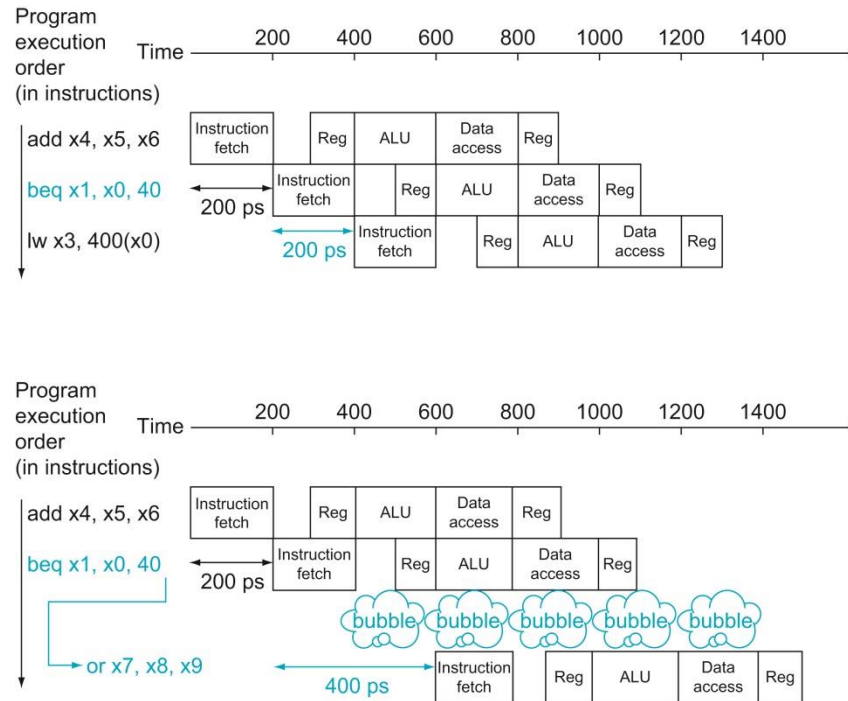 Program
execution
order
(in instructions)
Time
200 400 600 800 1000 1200 1400
add x4, x5, x6
Instruction
fetch
Reg
ALU
Data
access
Reg
beq x1, x0, 40
200 ps
Instruction
fetch
Reg
ALU
Data
access
Reg
lw x3, 400(x0)
200 ps
Instruction
fetch
Reg
ALU
Data
access
Reg
Program
execution
order
(in instructions)
Time
200 400 600 800 1000 1200 1400
add x4, x5, x6
Instruction
fetch
Reg
ALU
Data
access
Reg
beq x1, x0, 40
200 ps
Instruction
fetch
Reg
ALU
Data
access
Reg
bubble bubble bubble bubble bubble
or x7, x8, x9
400 ps
Instruction
fetch
Reg
ALU
Data
access
Reg